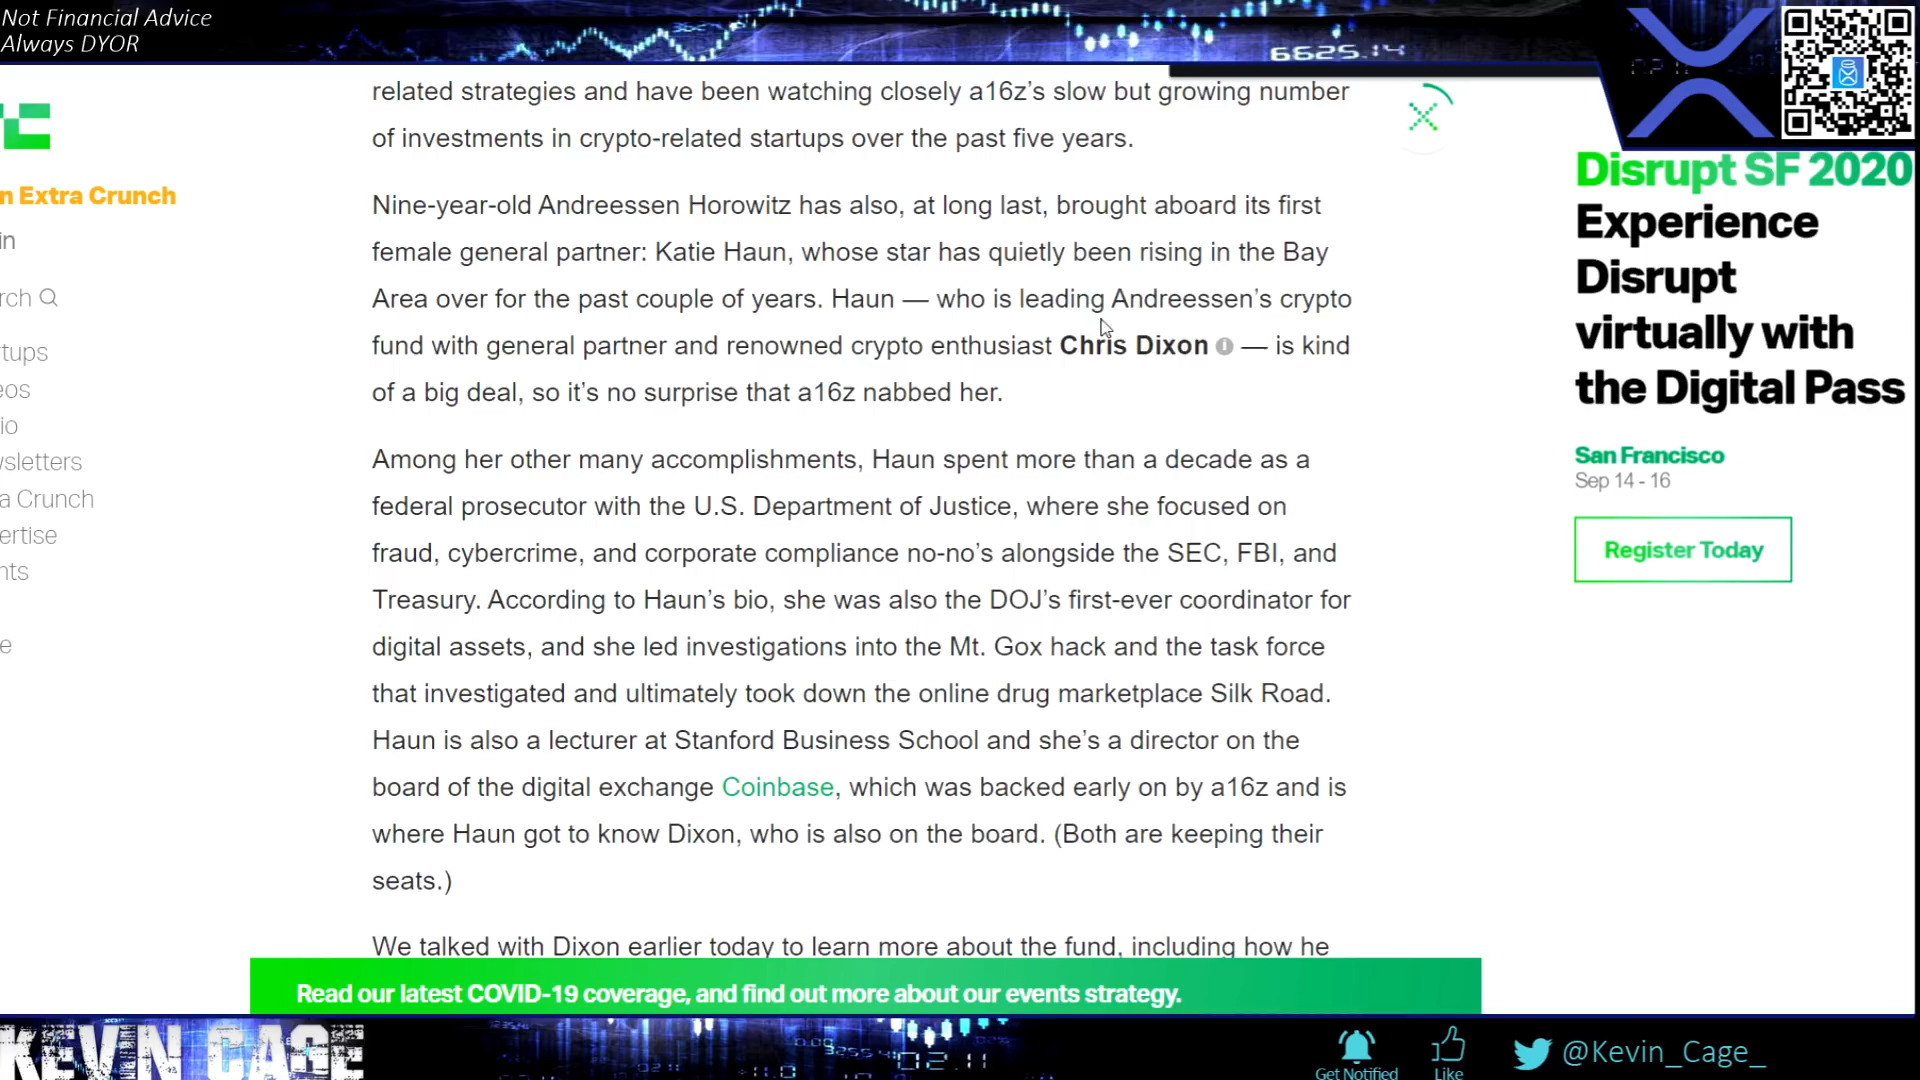 Not Financial Advice
Always DYOR
6625.14
related strategies and have been watching closely a16z’s slow but growing number
of investments in crypto-related startups over the past five years.
n Extra Crunch
in
rch
rtups
eos
io
wsletters
a Crunch
ertise
nts
e
Nine-year-old Andreessen Horowitz has also, at long last, brought aboard its first
female general partner: Katie Haun, whose star has quietly been rising in the Bay
Area over for the past couple of years. Haun — who is leading Andreessen’s crypto
fund with general partner and renowned crypto enthusiast Chris Dixon — is kind
of a big deal, so it’s no surprise that a16z nabbed her.
Among her other many accomplishments, Haun spent more than a decade as a
federal prosecutor with the U.S. Department of Justice, where she focused on
fraud, cybercrime, and corporate compliance no-no’s alongside the SEC, FBI, and
Treasury. According to Haun’s bio, she was also the DOJ’s first-ever coordinator for
digital assets, and she led investigations into the Mt. Gox hack and the task force
that investigated and ultimately took down the online drug marketplace Silk Road.
Haun is also a lecturer at Stanford Business School and she’s a director on the
board of the digital exchange Coinbase, which was backed early on by a16z and is
where Haun got to know Dixon, who is also on the board. (Both are keeping their
seats.)
We talked with Dixon earlier today to learn more about the fund, including how he
Disrupt SF 2020
Experience
Disrupt
virtually with
the Digital Pass
San Francisco
Sep 14 - 16
Register Today
Read our latest COVID-19 coverage, and find out more about our events strategy.
KEVIN CAGE
02.11
Get Notified
Like
@Kevin_Cage_